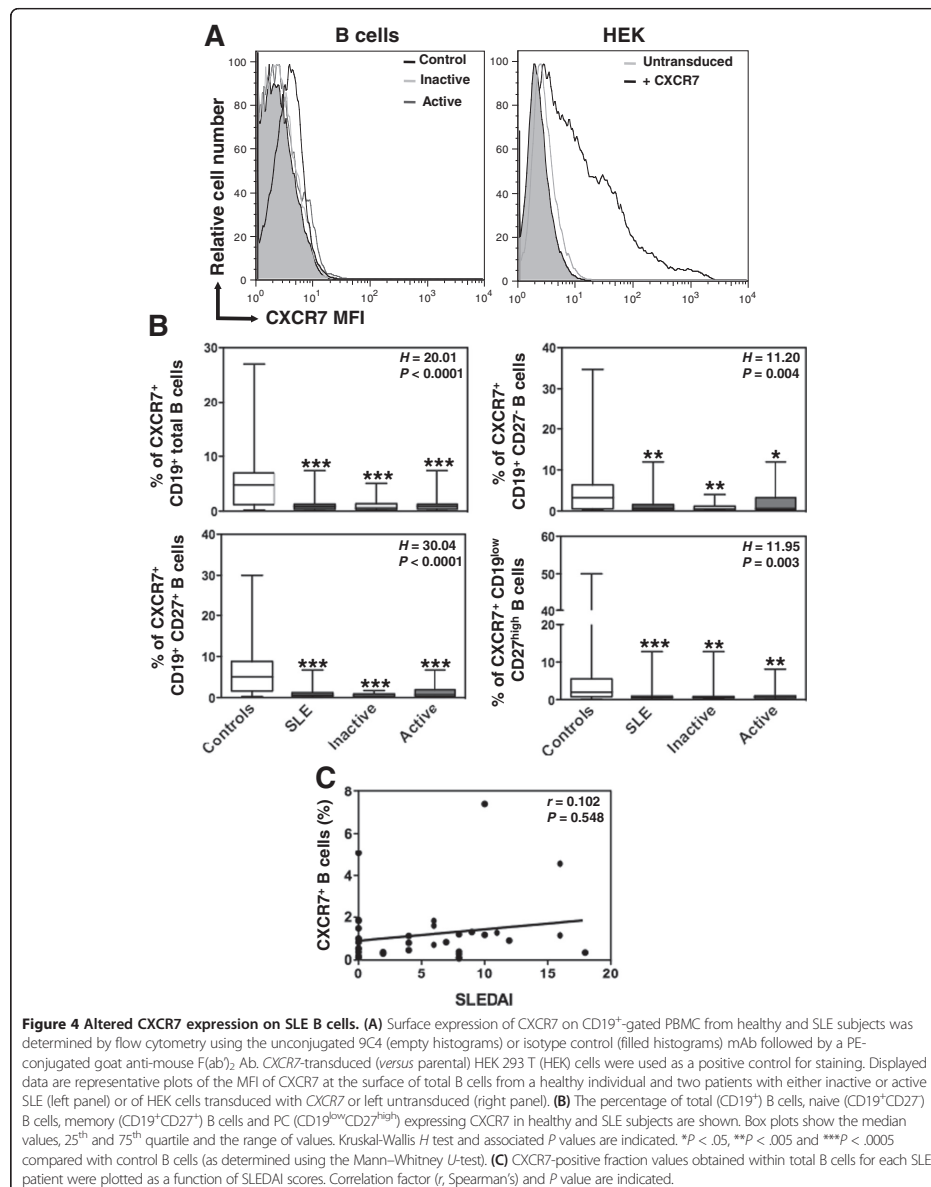 A
B cells
HEK
Control
Inactive
Active
Untransduced
+ CXCR7
Relative cell number
100
80
60
40
20
0
10⁰ 10¹ 10² 10³ 10⁴
100
80
60
40
20
0
10⁰ 10¹ 10² 10³ 10⁴
CXCR7 MFI
B
% of CXCR7⁺
CD19⁺ total B cells
30
20
10
0
H = 20.01
P < 0.0001
*** *** ***
% of CXCR7⁺
CD19⁺ CD27⁻ B cells
40
30
20
10
0
H = 11.20
P = 0.004
** ** *
% of CXCR7⁺
CD19⁺ CD27⁺ B cells
40
30
20
10
0
H = 30.04
P < 0.0001
*** *** ***
Controls SLE Inactive Active
% of CXCR7⁺ CD19ˡᵒʷ
CD27ʰⁱᵍʰ B cells
60
50
40
20
10
0
H = 11.95
P = 0.003
*** ** **
Controls SLE Inactive Active
C
CXCR7⁺ B cells (%)
8
6
4
2
0
r = 0.102
P = 0.548
0 5 10 15 20
SLEDAI
Figure 4 Altered CXCR7 expression on SLE B cells. (A) Surface expression of CXCR7 on CD19⁺-gated PBMC from healthy and SLE subjects was
determined by flow cytometry using the unconjugated 9C4 (empty histograms) or isotype control (filled histograms) mAb followed by a PE-
conjugated goat anti-mouse F(ab')₂ Ab. CXCR7-transduced (versus parental) HEK 293 T (HEK) cells were used as a positive control for staining. Displayed
data are representative plots of the MFI of CXCR7 at the surface of total B cells from a healthy individual and two patients with either inactive or active
SLE (left panel) or of HEK cells transduced with CXCR7 or left untransduced (right panel). (B) The percentage of total (CD19⁺) B cells, naive (CD19⁺CD27⁻)
B cells, memory (CD19⁺CD27⁺) B cells and PC (CD19ˡᵒʷCD27ʰⁱᵍʰ) expressing CXCR7 in healthy and SLE subjects are shown. Box plots show the median
values, 25ᵗʰ and 75ᵗʰ quartile and the range of values. Kruskal-Wallis H test and associated P values are indicated. *P < .05, **P < .005 and ***P < .0005
compared with control B cells (as determined using the Mann–Whitney U-test). (C) CXCR7-positive fraction values obtained within total B cells for each SLE
patient were plotted as a function of SLEDAI scores. Correlation factor (r, Spearman's) and P value are indicated.